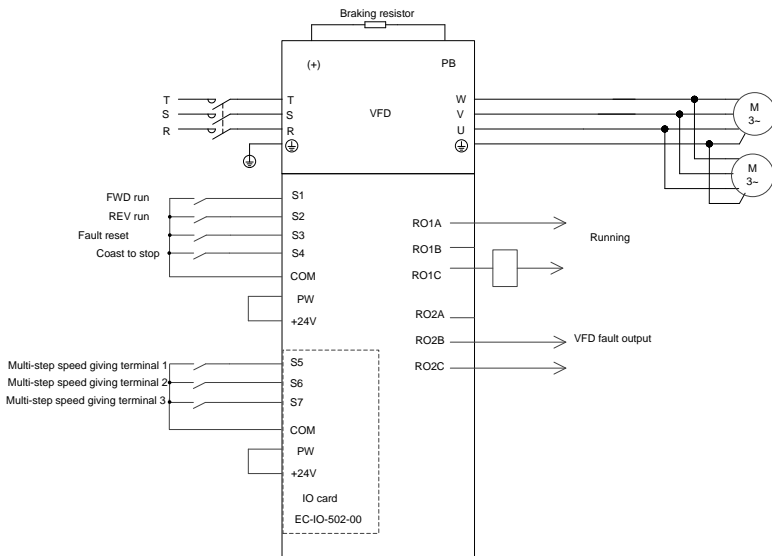 Braking resistor
(+)
PB
VFD
T
S
R
T
S
R
W
V
U
M
3~
M
3~
FWD run
REV run
Fault reset
Coast to stop
S1
S2
S3
S4
COM
PW
+24V
RO1A
RO1B
RO1C
Running
RO2A
RO2B
RO2C
VFD fault output
Multi-step speed giving terminal 1
Multi-step speed giving terminal 2
Multi-step speed giving terminal 3
S5
S6
S7
COM
PW
+24V
IO card
EC-IO-502-00